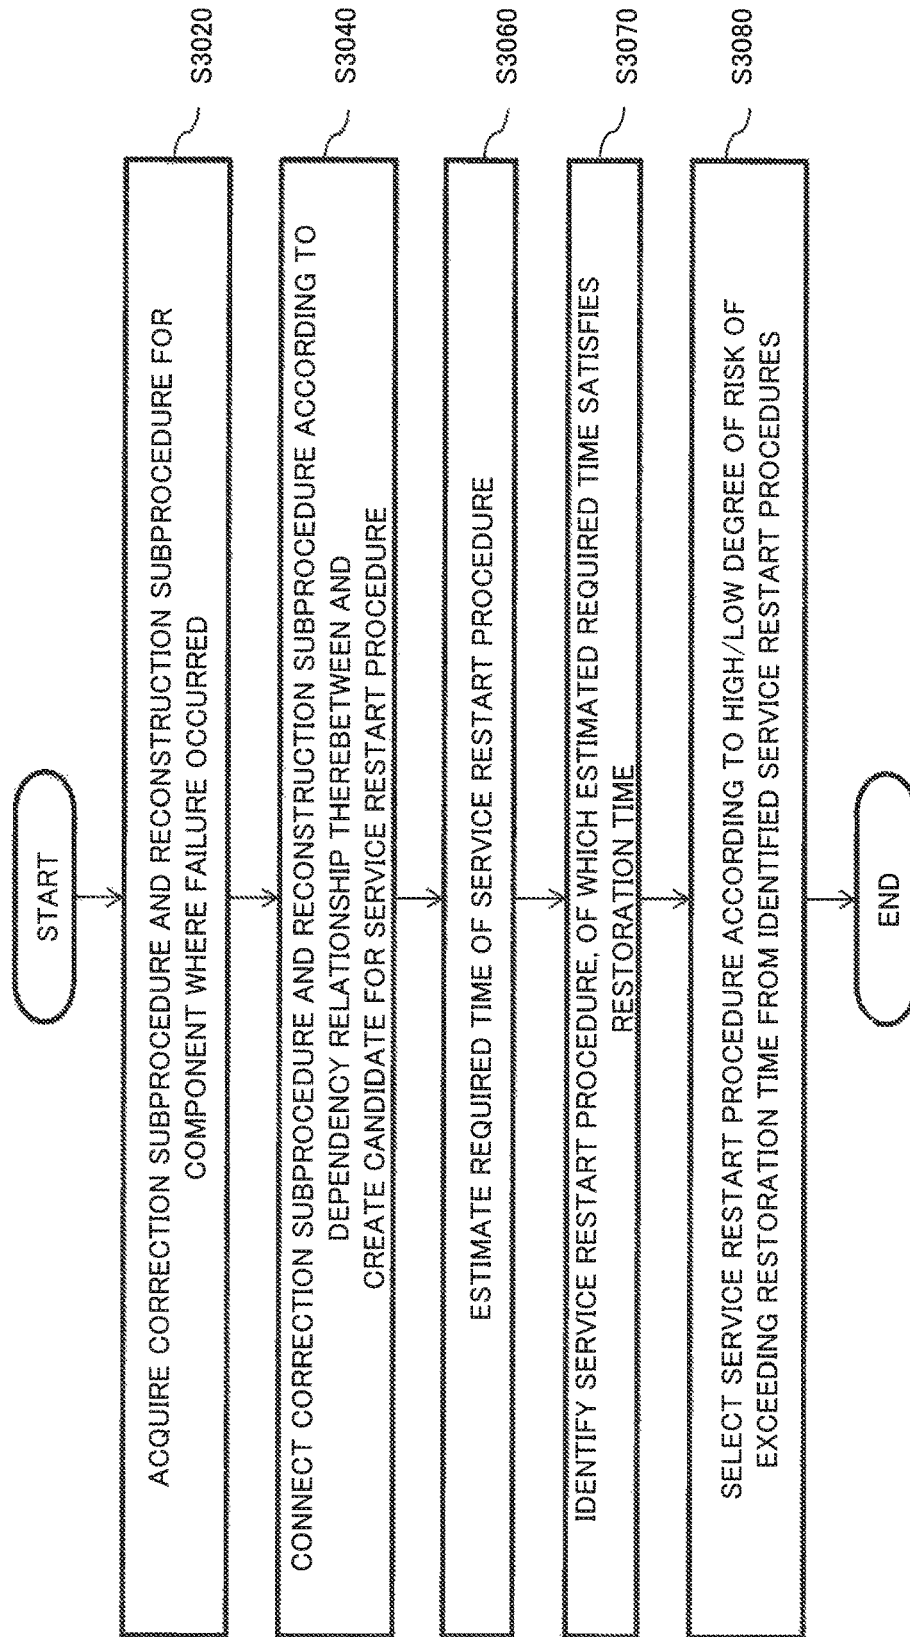 START
ACQUIRE CORRECTION SUBPROCEDURE AND RECONSTRUCTION SUBPROCEDURE FOR
COMPONENT WHERE FAILURE OCCURRED
S3020
CONNECT CORRECTION SUBPROCEDURE AND RECONSTRUCTION SUBPROCEDURE ACCORDING TO
DEPENDENCY RELATIONSHIP THEREBETWEEN AND
CREATE CANDIDATE FOR SERVICE RESTART PROCEDURE
S3040
ESTIMATE REQUIRED TIME OF SERVICE RESTART PROCEDURE
S3060
IDENTIFY SERVICE RESTART PROCEDURE, OF WHICH ESTIMATED REQUIRED TIME SATISFIES
RESTORATION TIME
S3070
SELECT SERVICE RESTART PROCEDURE ACCORDING TO HIGH/LOW DEGREE OF RISK OF
EXCEEDING RESTORATION TIME FROM IDENTIFIED SERVICE RESTART PROCEDURES
S3080
END